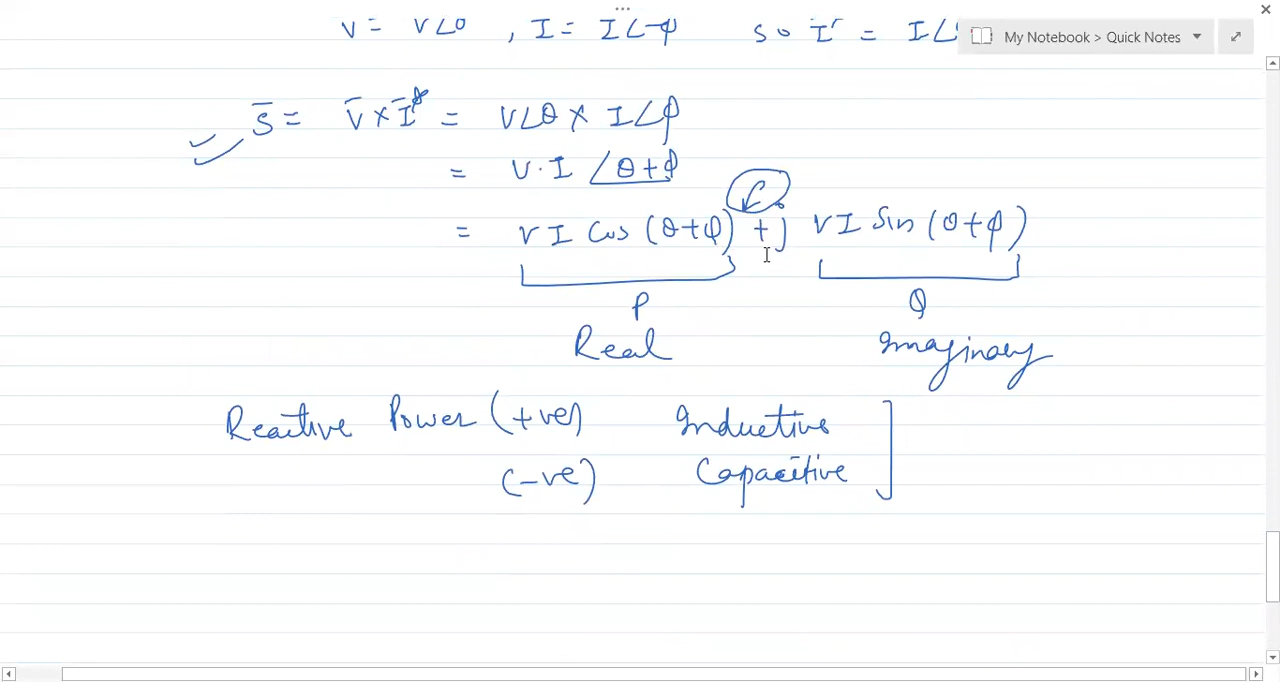 My Notebook > Quick Notes
V = V∠θ , I = I∠-φ so I* = I∠
S̄ = V̄ × Ī* = V∠θ × I∠φ
= V·I ∠θ+φ
= VI Cos (θ+φ) + j VI Sin (θ+φ)
P Q
Real Imaginary
Reactive Power (+ve) Inductive
(-ve) Capacitive